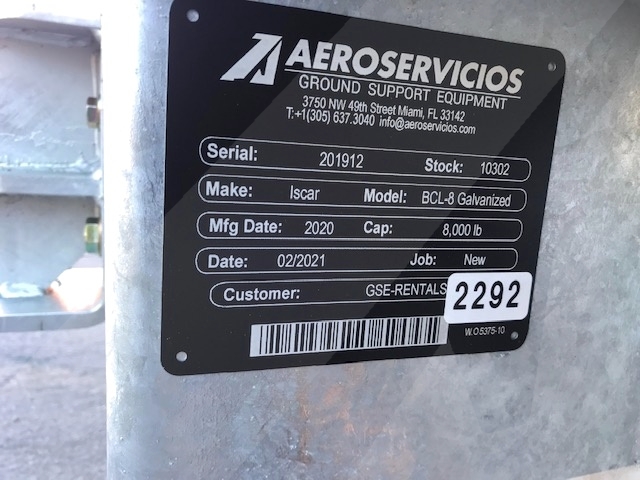 AEROSERVICIOS
GROUND SUPPORT EQUIPMENT
3750 NW 49th Street Miami, FL 33142
T:+1(305) 637.3040 info@aeroservicios.com
Serial: 201912 Stock: 10302
Make: Iscar Model: BCL-8 Galvanized
Mfg Date: 2020 Cap: 8,000 lb
Date: 02/2021 Job: New
Customer: GSE-RENTALS
2292
W.O5375-10